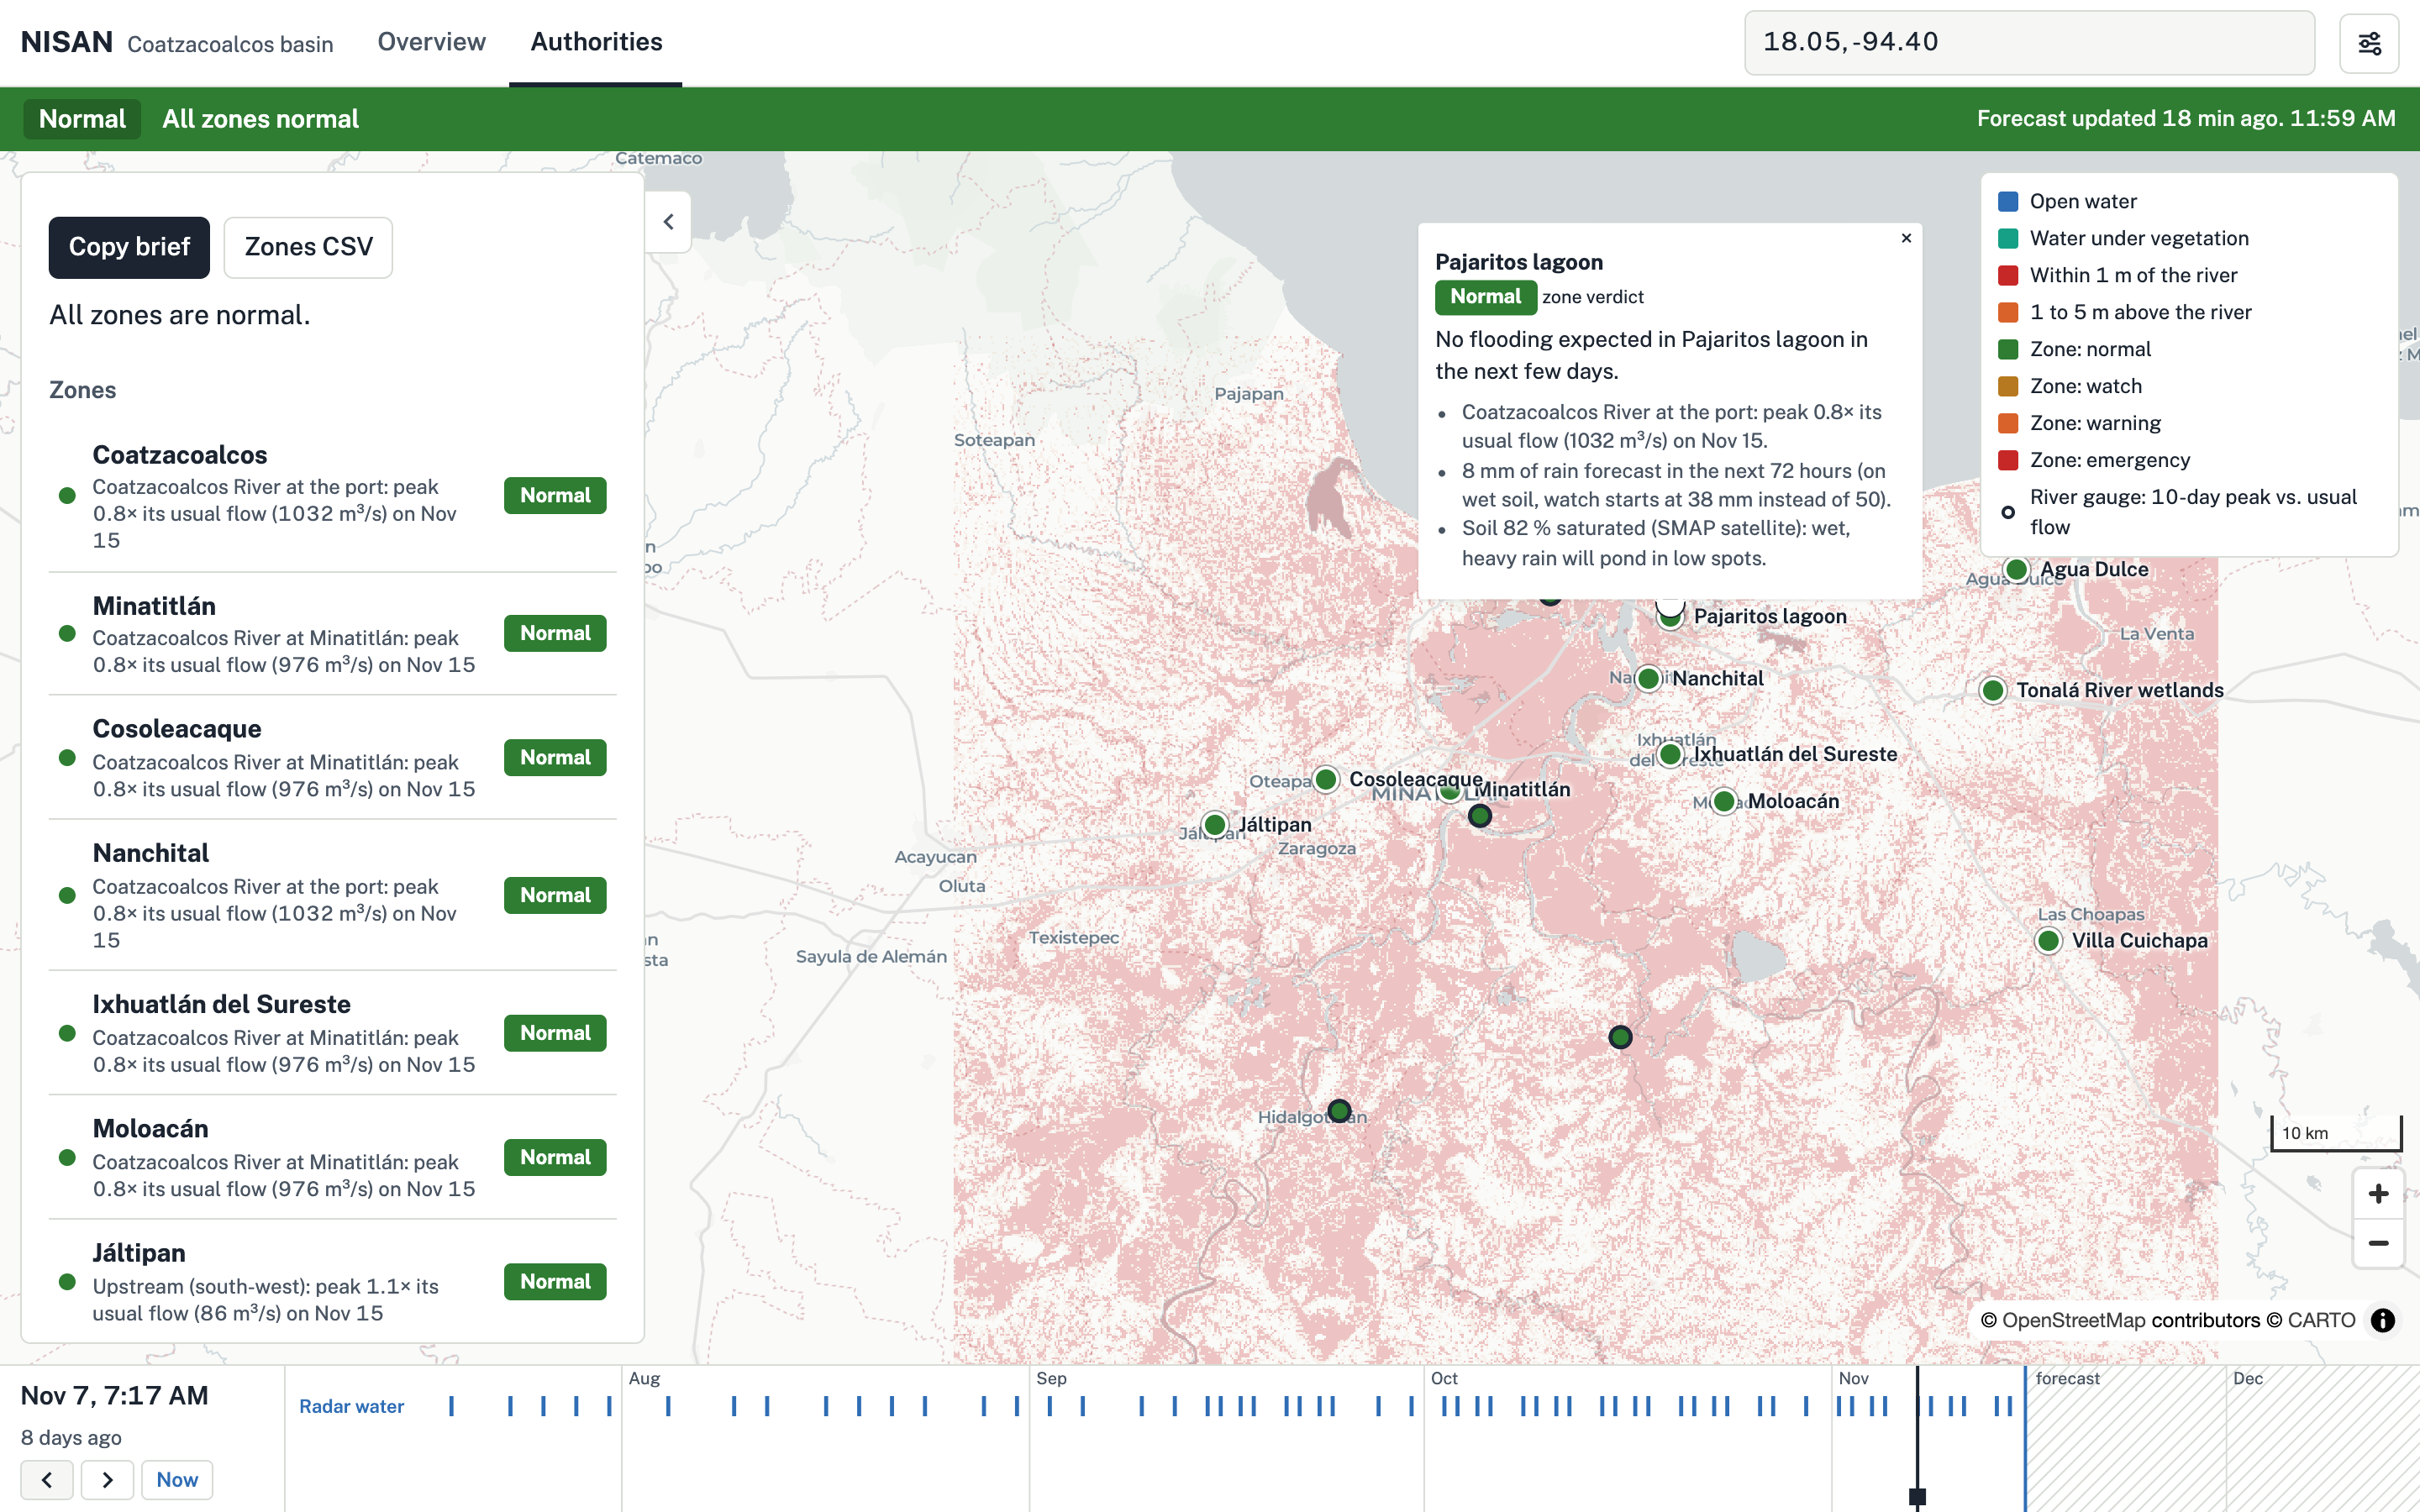 NISAN Coatzacoalcos basin Overview Authorities 18.05,-94.40
Normal All zones normal Forecast updated 18 min ago. 11:59 AM
Copy brief Zones CSV
All zones are normal.
Zones
Coatzacoalcos
Coatzacoalcos River at the port: peak
0.8× its usual flow (1032 m³/s) on Nov
15
Normal
Minatitlán
Coatzacoalcos River at Minatitlán: peak
0.8× its usual flow (976 m³/s) on Nov 15
Normal
Cosoleacaque
Coatzacoalcos River at Minatitlán: peak
0.8× its usual flow (976 m³/s) on Nov 15
Normal
Nanchital
Coatzacoalcos River at the port: peak
0.8× its usual flow (1032 m³/s) on Nov
15
Normal
Ixhuatlán del Sureste
Coatzacoalcos River at Minatitlán: peak
0.8× its usual flow (976 m³/s) on Nov 15
Normal
Moloacán
Coatzacoalcos River at Minatitlán: peak
0.8× its usual flow (976 m³/s) on Nov 15
Normal
Jáltipan
Upstream (south-west): peak 1.1× its
usual flow (86 m³/s) on Nov 15
Normal
Catemaco
Pajapan
Soteapan
Pajaritos lagoon
Normal zone verdict
No flooding expected in Pajaritos lagoon in
the next few days.
• Coatzacoalcos River at the port: peak 0.8× its
usual flow (1032 m³/s) on Nov 15.
• 8 mm of rain forecast in the next 72 hours (on
wet soil, watch starts at 38 mm instead of 50).
• Soil 82 % saturated (SMAP satellite): wet,
heavy rain will pond in low spots.
Open water
Water under vegetation
Within 1 m of the river
1 to 5 m above the river
Zone: normal
Zone: watch
Zone: warning
Zone: emergency
River gauge: 10-day peak vs. usual
flow
Agua Dulce
Agua Dulce
Pajaritos lagoon
La Venta
Nanchital
Tonalá River wetlands
Ixhuatlán
Ixhuatlán del Sureste
Cosoleacaque
Minatitlán
Moloacán
Jáltipan
Zaragoza
Acayucan
Oluta
Las Choapas
Villa Cuichapa
Texistepec
Sayula de Alemán
10 km
© OpenStreetMap contributors © CARTO
Nov 7, 7:17 AM
8 days ago
Now
Radar water
Aug Sep Oct Nov forecast Dec